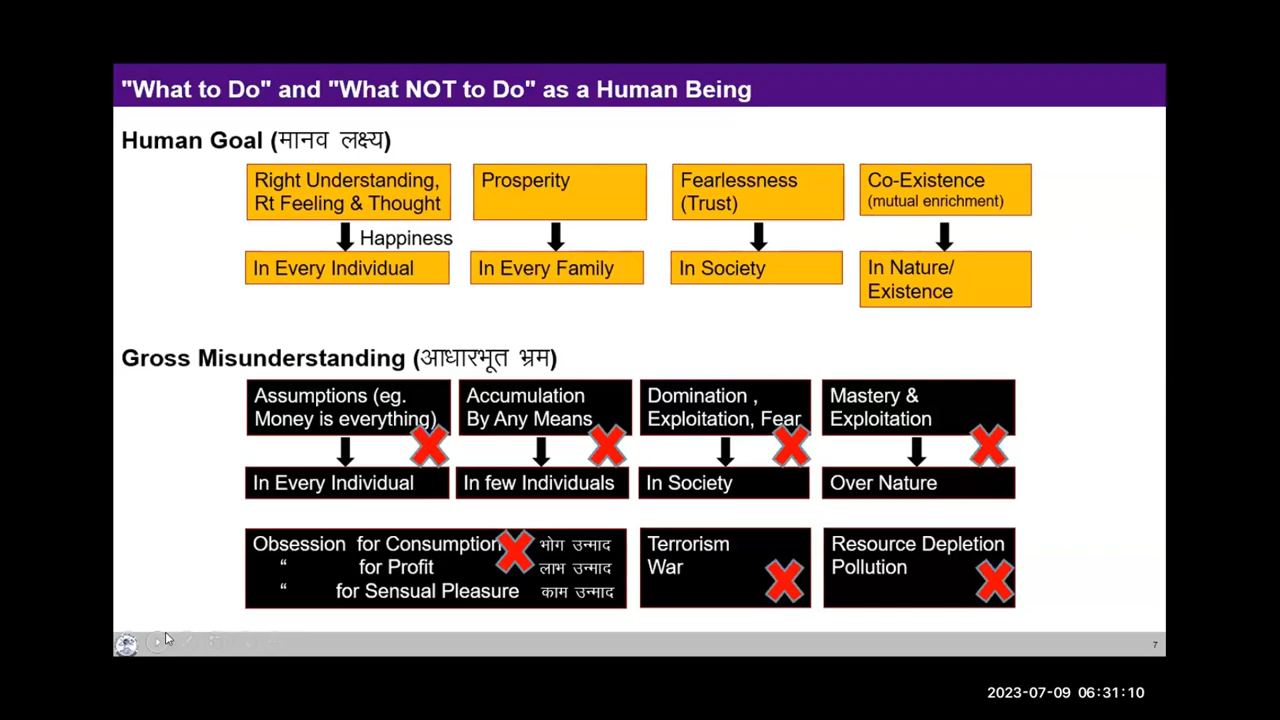 "What to Do" and "What NOT to Do" as a Human Being
Human Goal (मानव लक्ष्य)
Right Understanding,
Rt Feeling & Thought
Prosperity
Fearlessness
(Trust)
Co-Existence
(mutual enrichment)
Happiness
In Every Individual
In Every Family
In Society
In Nature/
Existence
Gross Misunderstanding (आधारभूत भ्रम)
Assumptions (eg.
Money is everything)
Accumulation
By Any Means
Domination ,
Exploitation, Fear
Mastery &
Exploitation
In Every Individual
In few Individuals
In Society
Over Nature
Obsession for Consumption भोग उन्माद
“ for Profit लाभ उन्माद
“ for Sensual Pleasure काम उन्माद
Terrorism
War
Resource Depletion
Pollution
7
2023-07-09 06:31:10